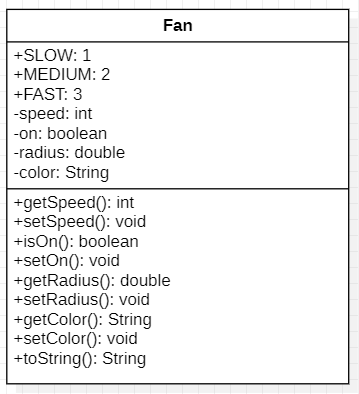 Fan
+SLOW: 1
+MEDIUM: 2
+FAST: 3
-speed: int
-on: boolean
-radius: double
-color: String
+getSpeed(): int
+setSpeed(): void
+isOn(): boolean
+setOn(): void
+getRadius(): double
+setRadius(): void
+getColor(): String
+setColor(): void
+toString(): String